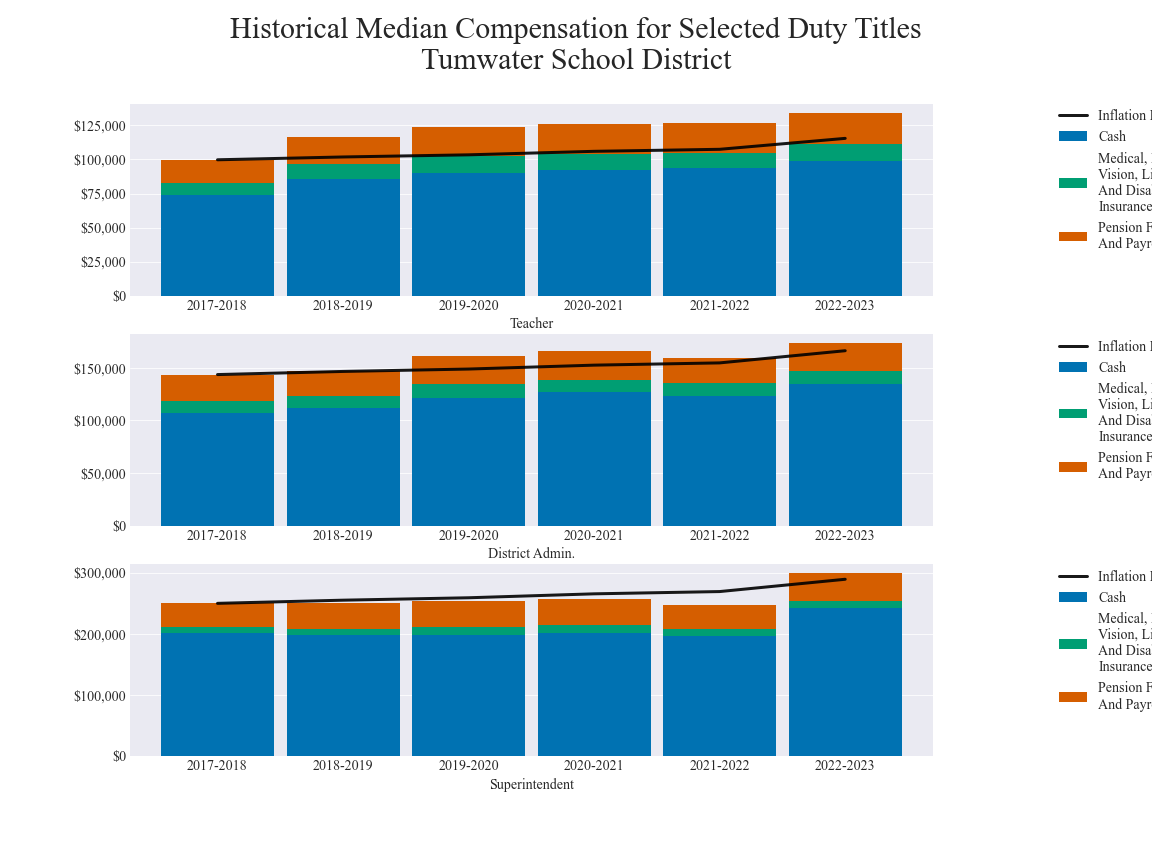 Historical Median Compensation for Selected Duty Titles
Tumwater School District
$125,000
$100,000
$75,000
$50,000
$25,000
$0
2017-2018 2018-2019 2019-2020 2020-2021 2021-2022 2022-2023
Teacher
Inflation
Cash
Medical,
Vision,
And
Insurance
Pension
And
$150,000
$100,000
$50,000
$0
2017-2018 2018-2019 2019-2020 2020-2021 2021-2022 2022-2023
District Admin.
Inflation
Cash
Medical,
Vision,
And
Insurance
Pension
And
$300,000
$200,000
$100,000
$0
2017-2018 2018-2019 2019-2020 2020-2021 2021-2022 2022-2023
Superintendent
Inflation
Cash
Medical,
Vision,
And
Insurance
Pension
And